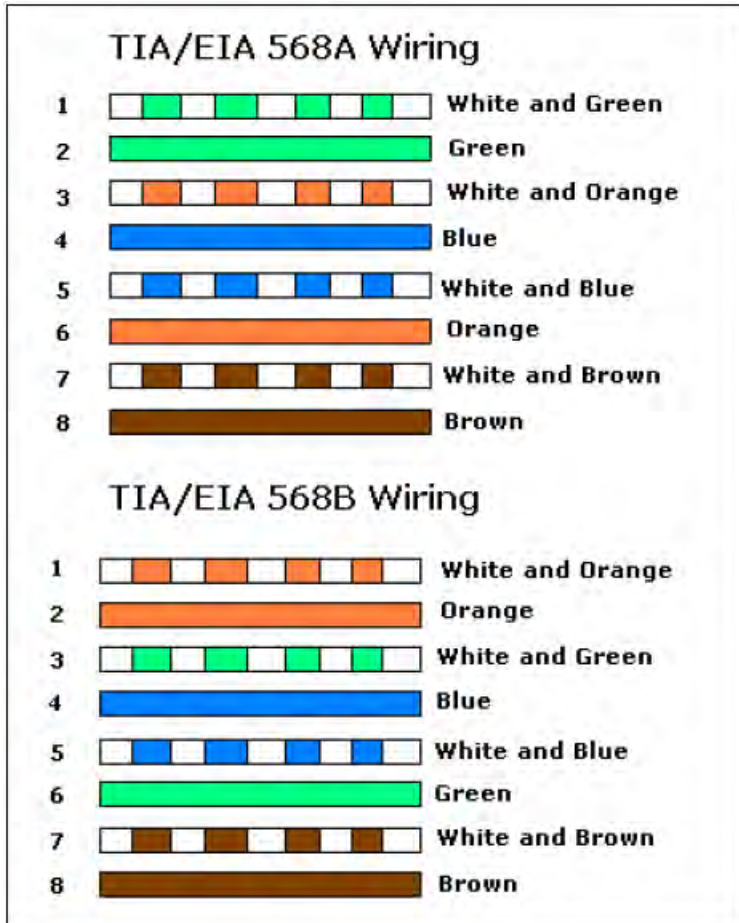 TIA/EIA 568A Wiring
1 White and Green
2 Green
3 White and Orange
4 Blue
5 White and Blue
6 Orange
7 White and Brown
8 Brown
TIA/EIA 568B Wiring
1 White and Orange
2 Orange
3 White and Green
4 Blue
5 White and Blue
6 Green
7 White and Brown
8 Brown